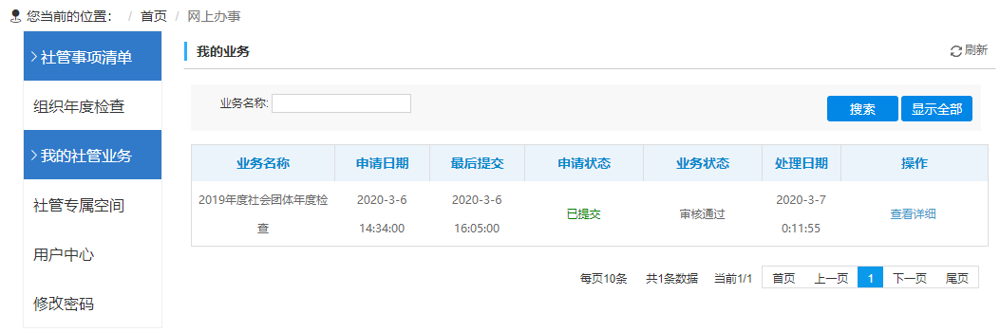 您当前的位置： / 首页 / 网上办事
社管事项清单
组织年度检查
我的社管业务
社管专属空间
用户中心
修改密码
我的业务
刷新
业务名称:
搜索 显示全部
业务名称 申请日期 最后提交 申请状态 业务状态 处理日期 操作
2019年度社会团体年度检 2020-3-6 2020-3-6 已提交 审核通过 2020-3-7 查看详细
查 14:34:00 16:05:00 0:11:55
每页10条 共1条数据 当前1/1 首页 上一页 1 下一页 尾页